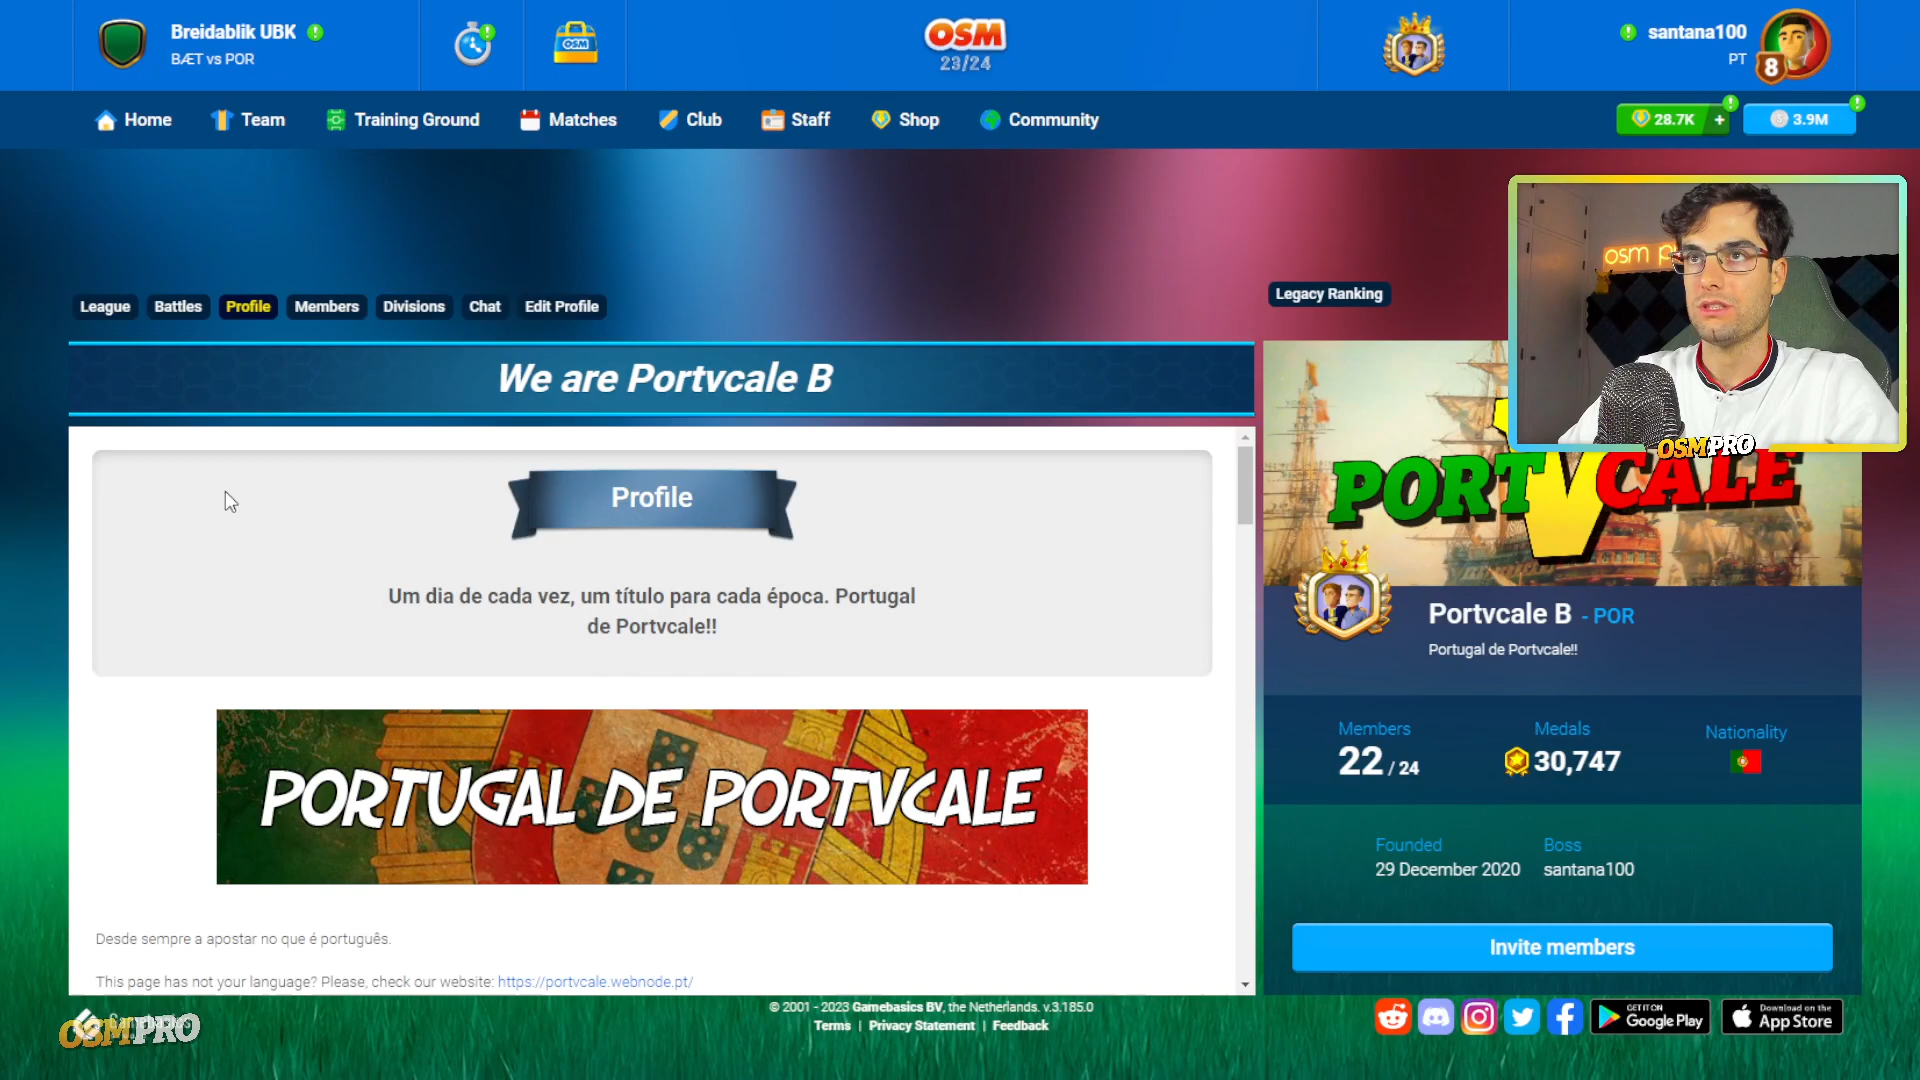 Breidablik UBK
BÆT vs POR
OSM
OSM
23/24
santana100
PT
8
Home
Team
Training Ground
Matches
Club
Staff
Shop
Community
28.7K +
3.9M
League
Battles
Profile
Members
Divisions
Chat
Edit Profile
Legacy Ranking
osm p
OSMPRO
We are Portvcale B
Profile
Um dia de cada vez, um título para cada época. Portugal
de Portvcale!!
PORTUGAL DE PORTVCALE
Desde sempre a apostar no que é português.
This page has not your language? Please, check our website: https://portvcale.webnode.pt/
PORTVCALE
Portvcale B - POR
Portugal de Portvcale!!
Members
22 / 24
Medals
30,747
Nationality
Founded
29 December 2020
Boss
santana100
Invite members
OSMPRO
© 2001 - 2023 Gamebasics BV, the Netherlands. v.3.185.0
Terms | Privacy Statement | Feedback
GET IT ON
Google Play
Download on the
App Store